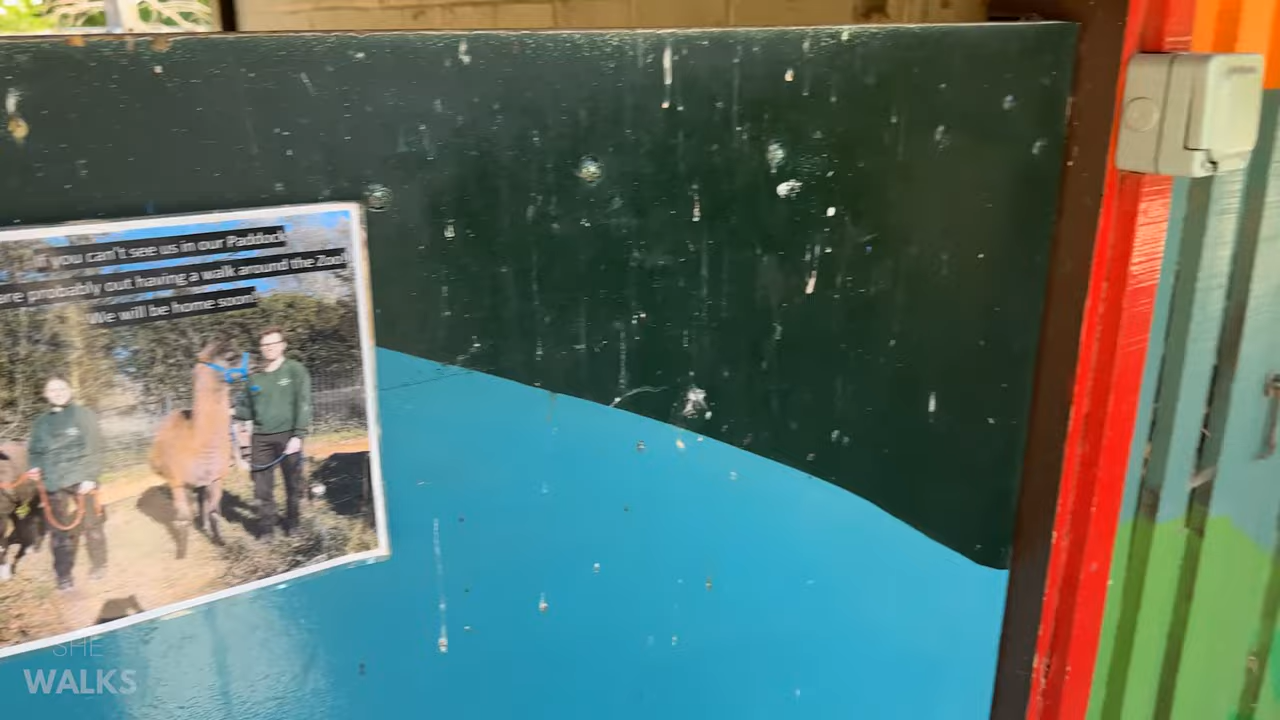 If you can't see us in our Paddock
are probably out having a walk around the Zoo!
We will be home soon!
SHE
WALKS